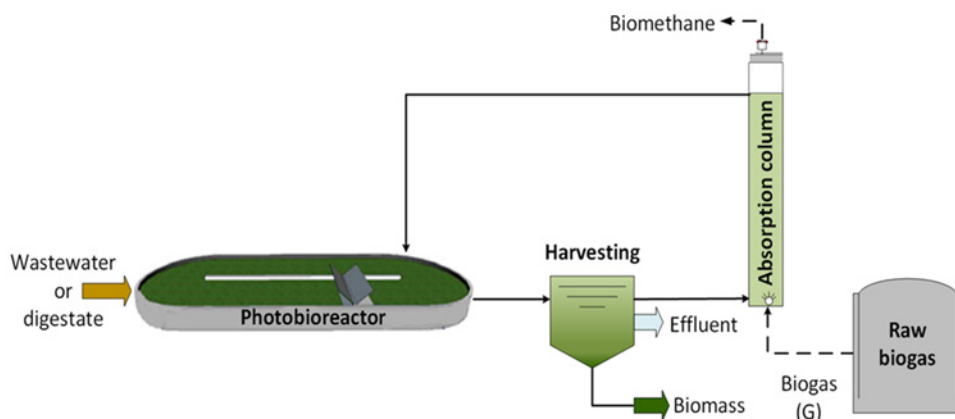 Biomethane
Absorption column
Wastewater
or
digestate
Photobioreactor
Harvesting
Effluent
Biomass
Biogas
(G)
Raw
biogas